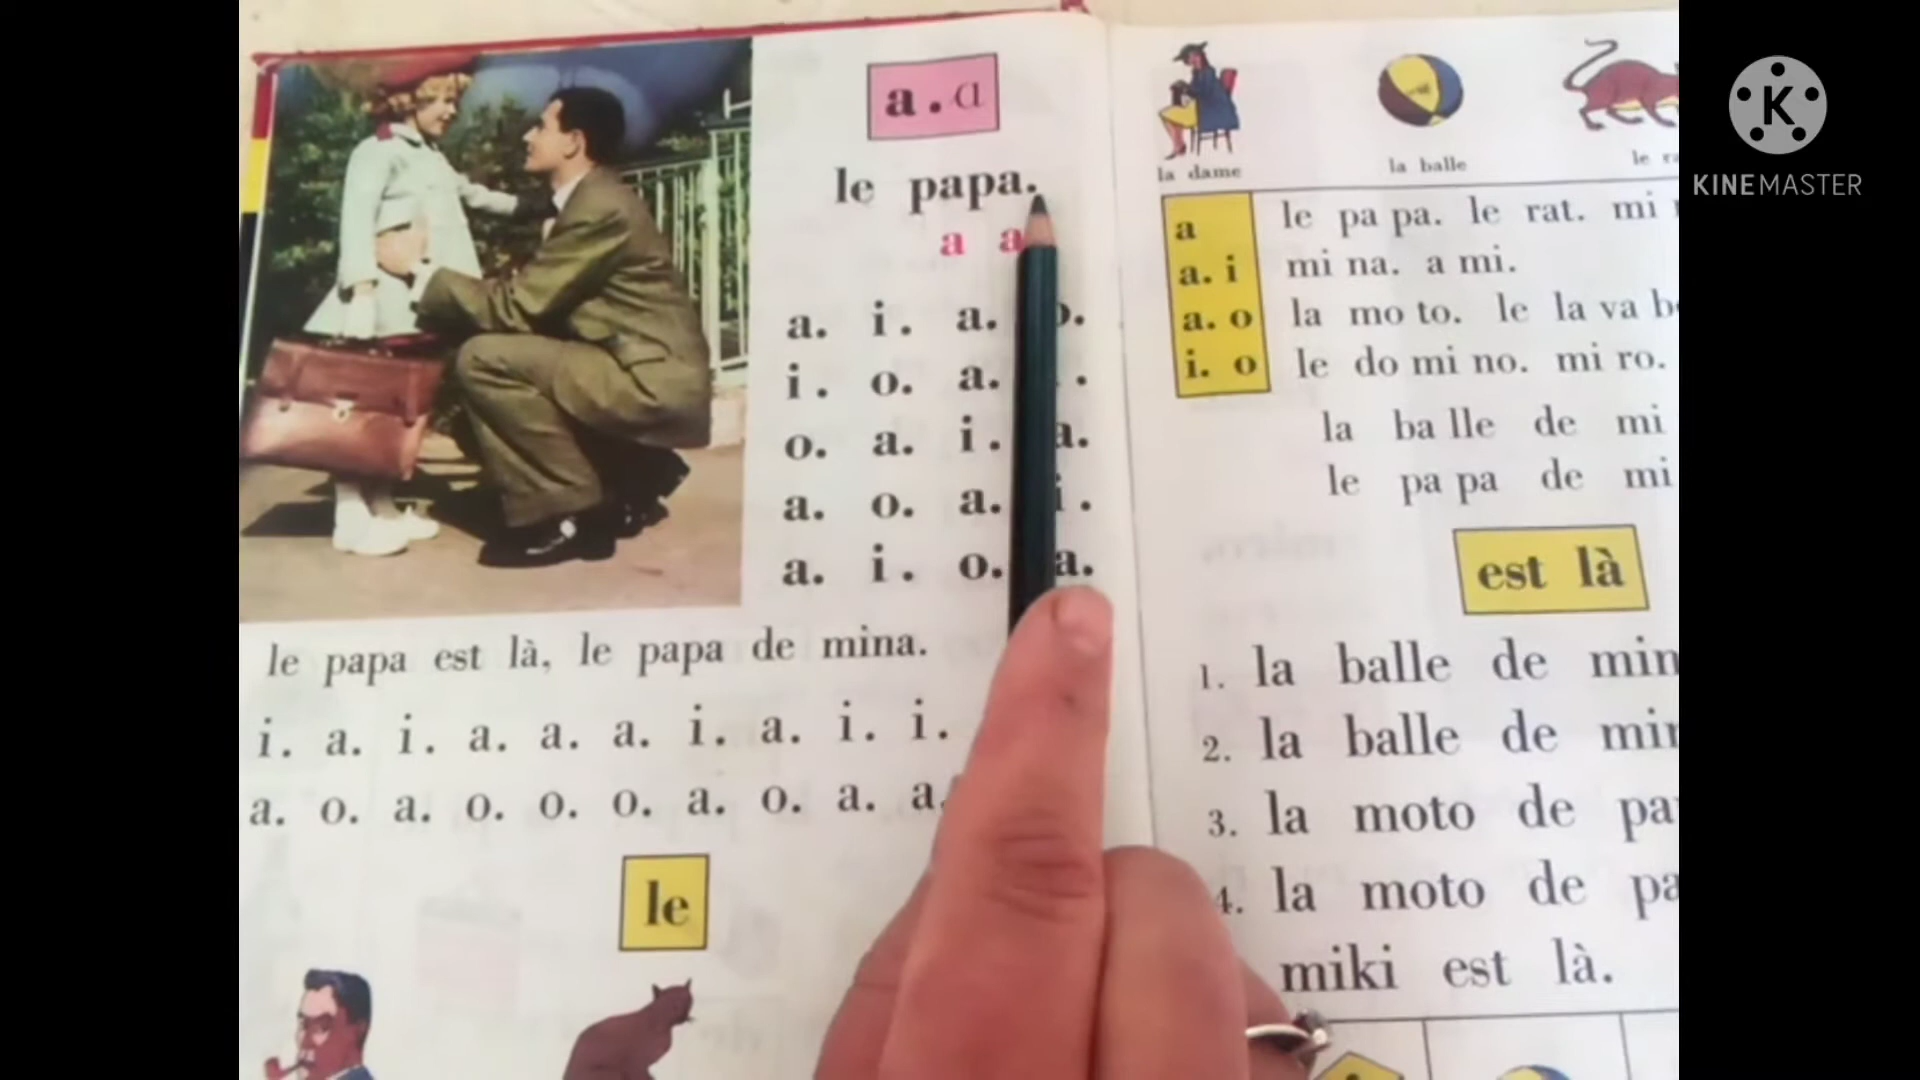 a . a
le papa.
a a
a. i. a. o.
i. o. a. .
o. a. i. a.
a. o. a. i.
a. i. o. a.
le papa est là, le papa de mina.
i. a. i. a. a. a. i. a. i. i.
a. o. a. o. o. o. a. o. a. a.
le
la dame
la balle
le
a
le pa pa. le rat. mi
a. i
mi na. a mi.
a. o
la mo to. le la va
i. o
le do mi no. mi ro.
la ba lle de mi
le pa pa de mi
est là
1. la balle de
2. la balle de
3. la moto de
4. la moto de
miki est là.
K
KINEMASTER